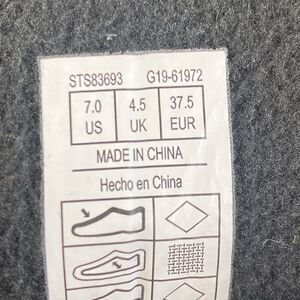 STS83693 G19-61972
7.0 4.5 37.5
US UK EUR
MADE IN CHINA
Hecho en China